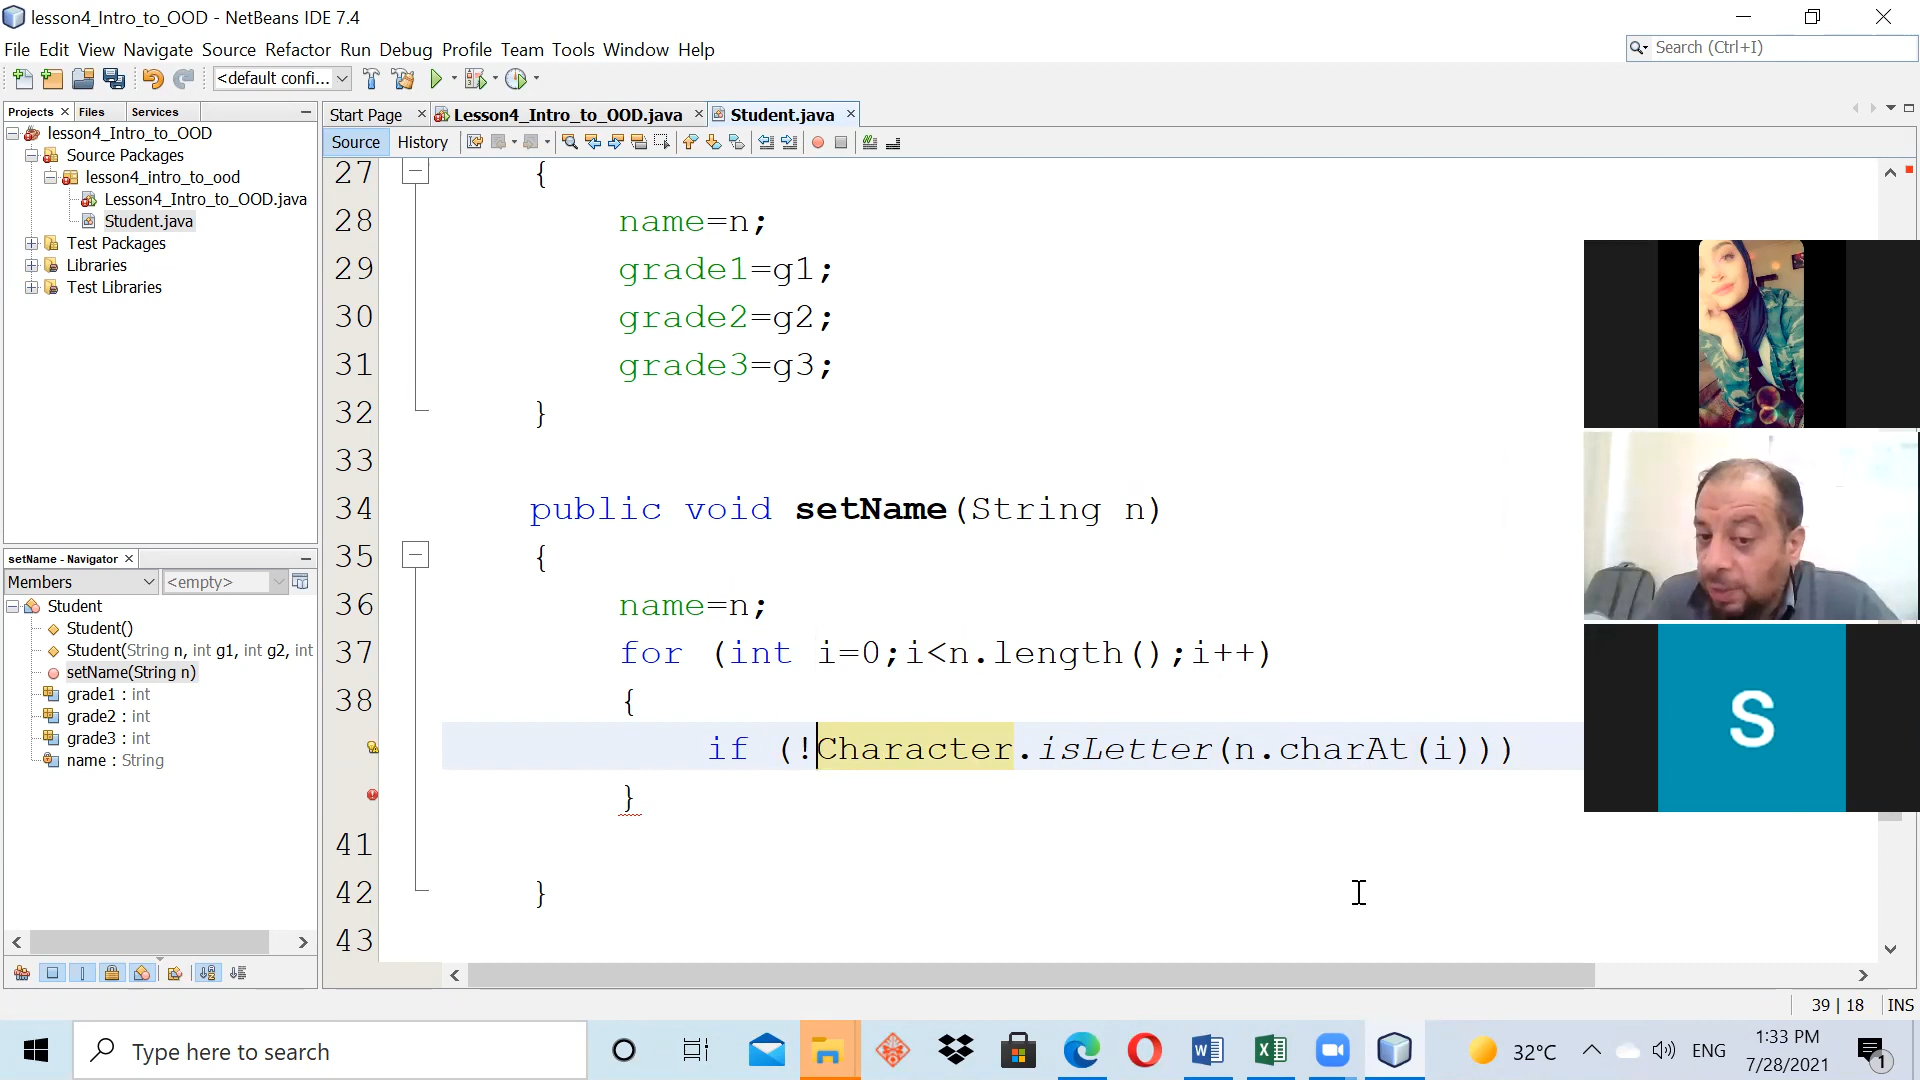 lesson4_Intro_to_OOD - NetBeans IDE 7.4
File Edit View Navigate Source Refactor Run Debug Profile Team Tools Window Help
Search (Ctrl+I)
<default confi...
Projects Files Services
Start Page Lesson4_Intro_to_OOD.java Student.java
Source History
lesson4_Intro_to_OOD
Source Packages
lesson4_intro_to_ood
Lesson4_Intro_to_OOD.java
Student.java
Test Packages
Libraries
Test Libraries
27 {
28 name=n;
29 grade1=g1;
30 grade2=g2;
31 grade3=g3;
32 }
33
34 public void setName(String n)
35 {
36 name=n;
37 for (int i=0;i<n.length();i++)
38 {
if (!Character.isLetter(n.charAt(i)))
}
41
42 }
43
setName - Navigator
Members <empty>
Student
Student()
Student(String n, int g1, int g2, int
setName(String n)
grade1 : int
grade2 : int
grade3 : int
name : String
S
39 | 18 INS
Type here to search
32°C ENG
1:33 PM
7/28/2021
1